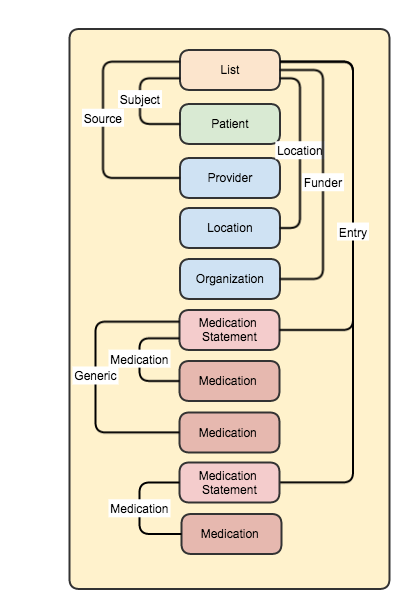 List
Subject
Source
Patient
Location
Provider
Funder
Location
Entry
Organization
Medication
Statement
Medication
Generic
Medication
Medication
Medication
Statement
Medication
Medication